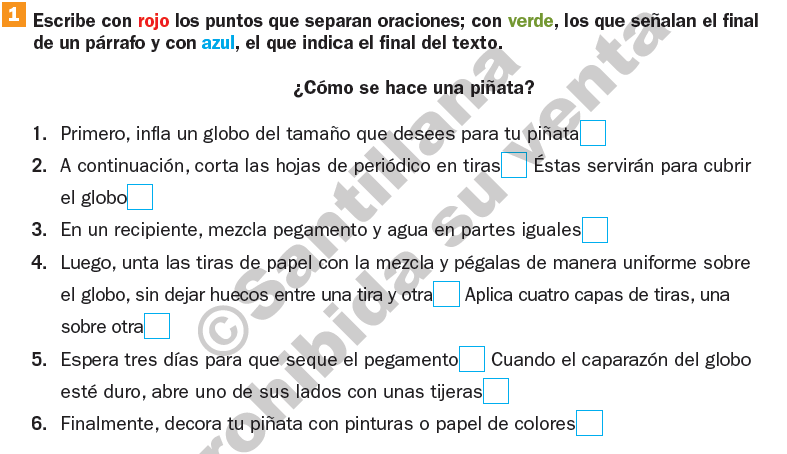 1 Escribe con rojo los puntos que separan oraciones; con verde, los que señalan el final
de un párrafo y con azul, el que indica el final del texto.
¿Cómo se hace una piñata?
1. Primero, infla un globo del tamaño que desees para tu piñata
2. A continuación, corta las hojas de periódico en tiras Éstas servirán para cubrir
el globo
3. En un recipiente, mezcla pegamento y agua en partes iguales
4. Luego, unta las tiras de papel con la mezcla y pégalas de manera uniforme sobre
el globo, sin dejar huecos entre una tira y otra Aplica cuatro capas de tiras, una
sobre otra
5. Espera tres días para que seque el pegamento Cuando el caparazón del globo
esté duro, abre uno de sus lados con unas tijeras
6. Finalmente, decora tu piñata con pinturas o papel de colores
©Santillana
rohibida su venta